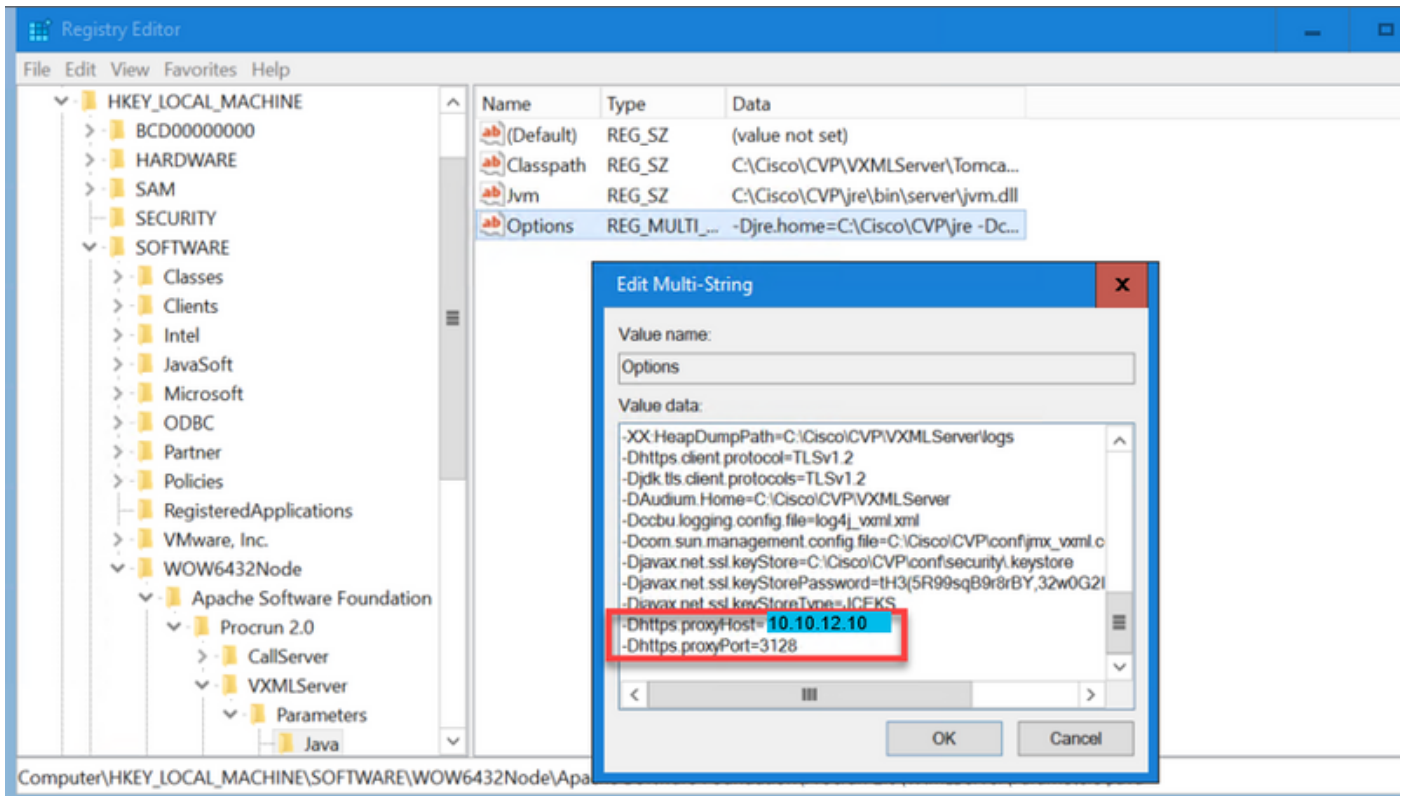 Registry Editor
File Edit View Favorites Help
HKEY_LOCAL_MACHINE
BCD00000000
HARDWARE
SAM
SECURITY
SOFTWARE
Classes
Clients
Intel
JavaSoft
Microsoft
ODBC
Partner
Policies
RegisteredApplications
VMware, Inc.
WOW6432Node
Apache Software Foundation
Procrun 2.0
CallServer
VXMLServer
Parameters
Java
Name Type Data
(Default) REG_SZ (value not set)
Classpath REG_SZ C:\Cisco\CVP\VXMLServer\Tomca...
Jvm REG_SZ C:\Cisco\CVP\jre\bin\server\jvm.dll
Options REG_MULTI_... -Djre.home=C:\Cisco\CVP\jre -Dc...
Edit Multi-String
Value name:
Options
Value data:
-XX:HeapDumpPath=C:\Cisco\CVP\VXMLServer\logs
-Dhttps.client.protocol=TLSv1.2
-Djdk.tls.client.protocols=TLSv1.2
-DAudium.Home=C:\Cisco\CVP\VXMLServer
-Dccbu.logging.config.file=log4j_vxml.xml
-Dcom.sun.management.config.file=C:\Cisco\CVP\conf\jmx_vxml.c
-Djavax.net.ssl.keyStore=C:\Cisco\CVP\conf\security\.keystore
-Djavax.net.ssl.keyStorePassword=tH3(5R99sqB9r8rBY,32w0G2I
-Djavax.net.ssl.keyStoreType=JCEKS
-Dhttps.proxyHost= 10.10.12.10
-Dhttps.proxyPort=3128
OK Cancel
Computer\HKEY_LOCAL_MACHINE\SOFTWARE\WOW6432Node\Apa